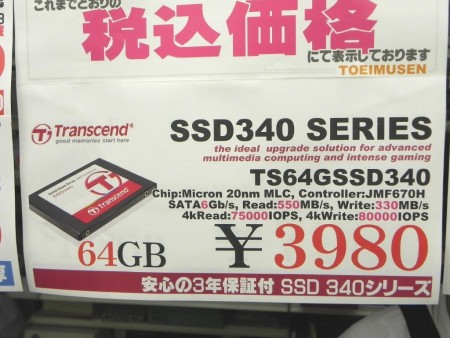 これまでどおりの
税込価格
にて表示しております
TOEIMUSEN
Transcend®
good memories start here
SSD340 SERIES
the ideal upgrade solution for advanced
multimedia computing and intense gaming
TS64GSSD340
Chip:Micron 20nm MLC, Controller:JMF670H
SATA6Gb/s, Read:550MB/s, Write:330MB/s
4kRead:75000IOPS, 4kWrite:80000IOPS
Transcend
SSD340
64GB
¥3980
安心の3年保証付 SSD 340シリーズ